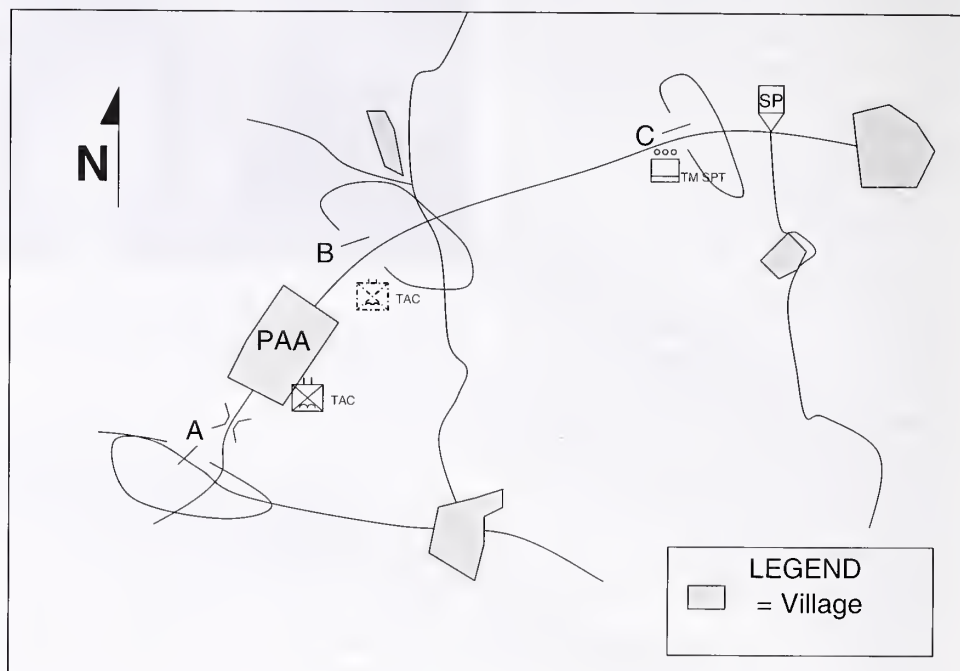 SP
C
TM SPT
N
B
TAC
PAA
TAC
A
LEGEND
= Village